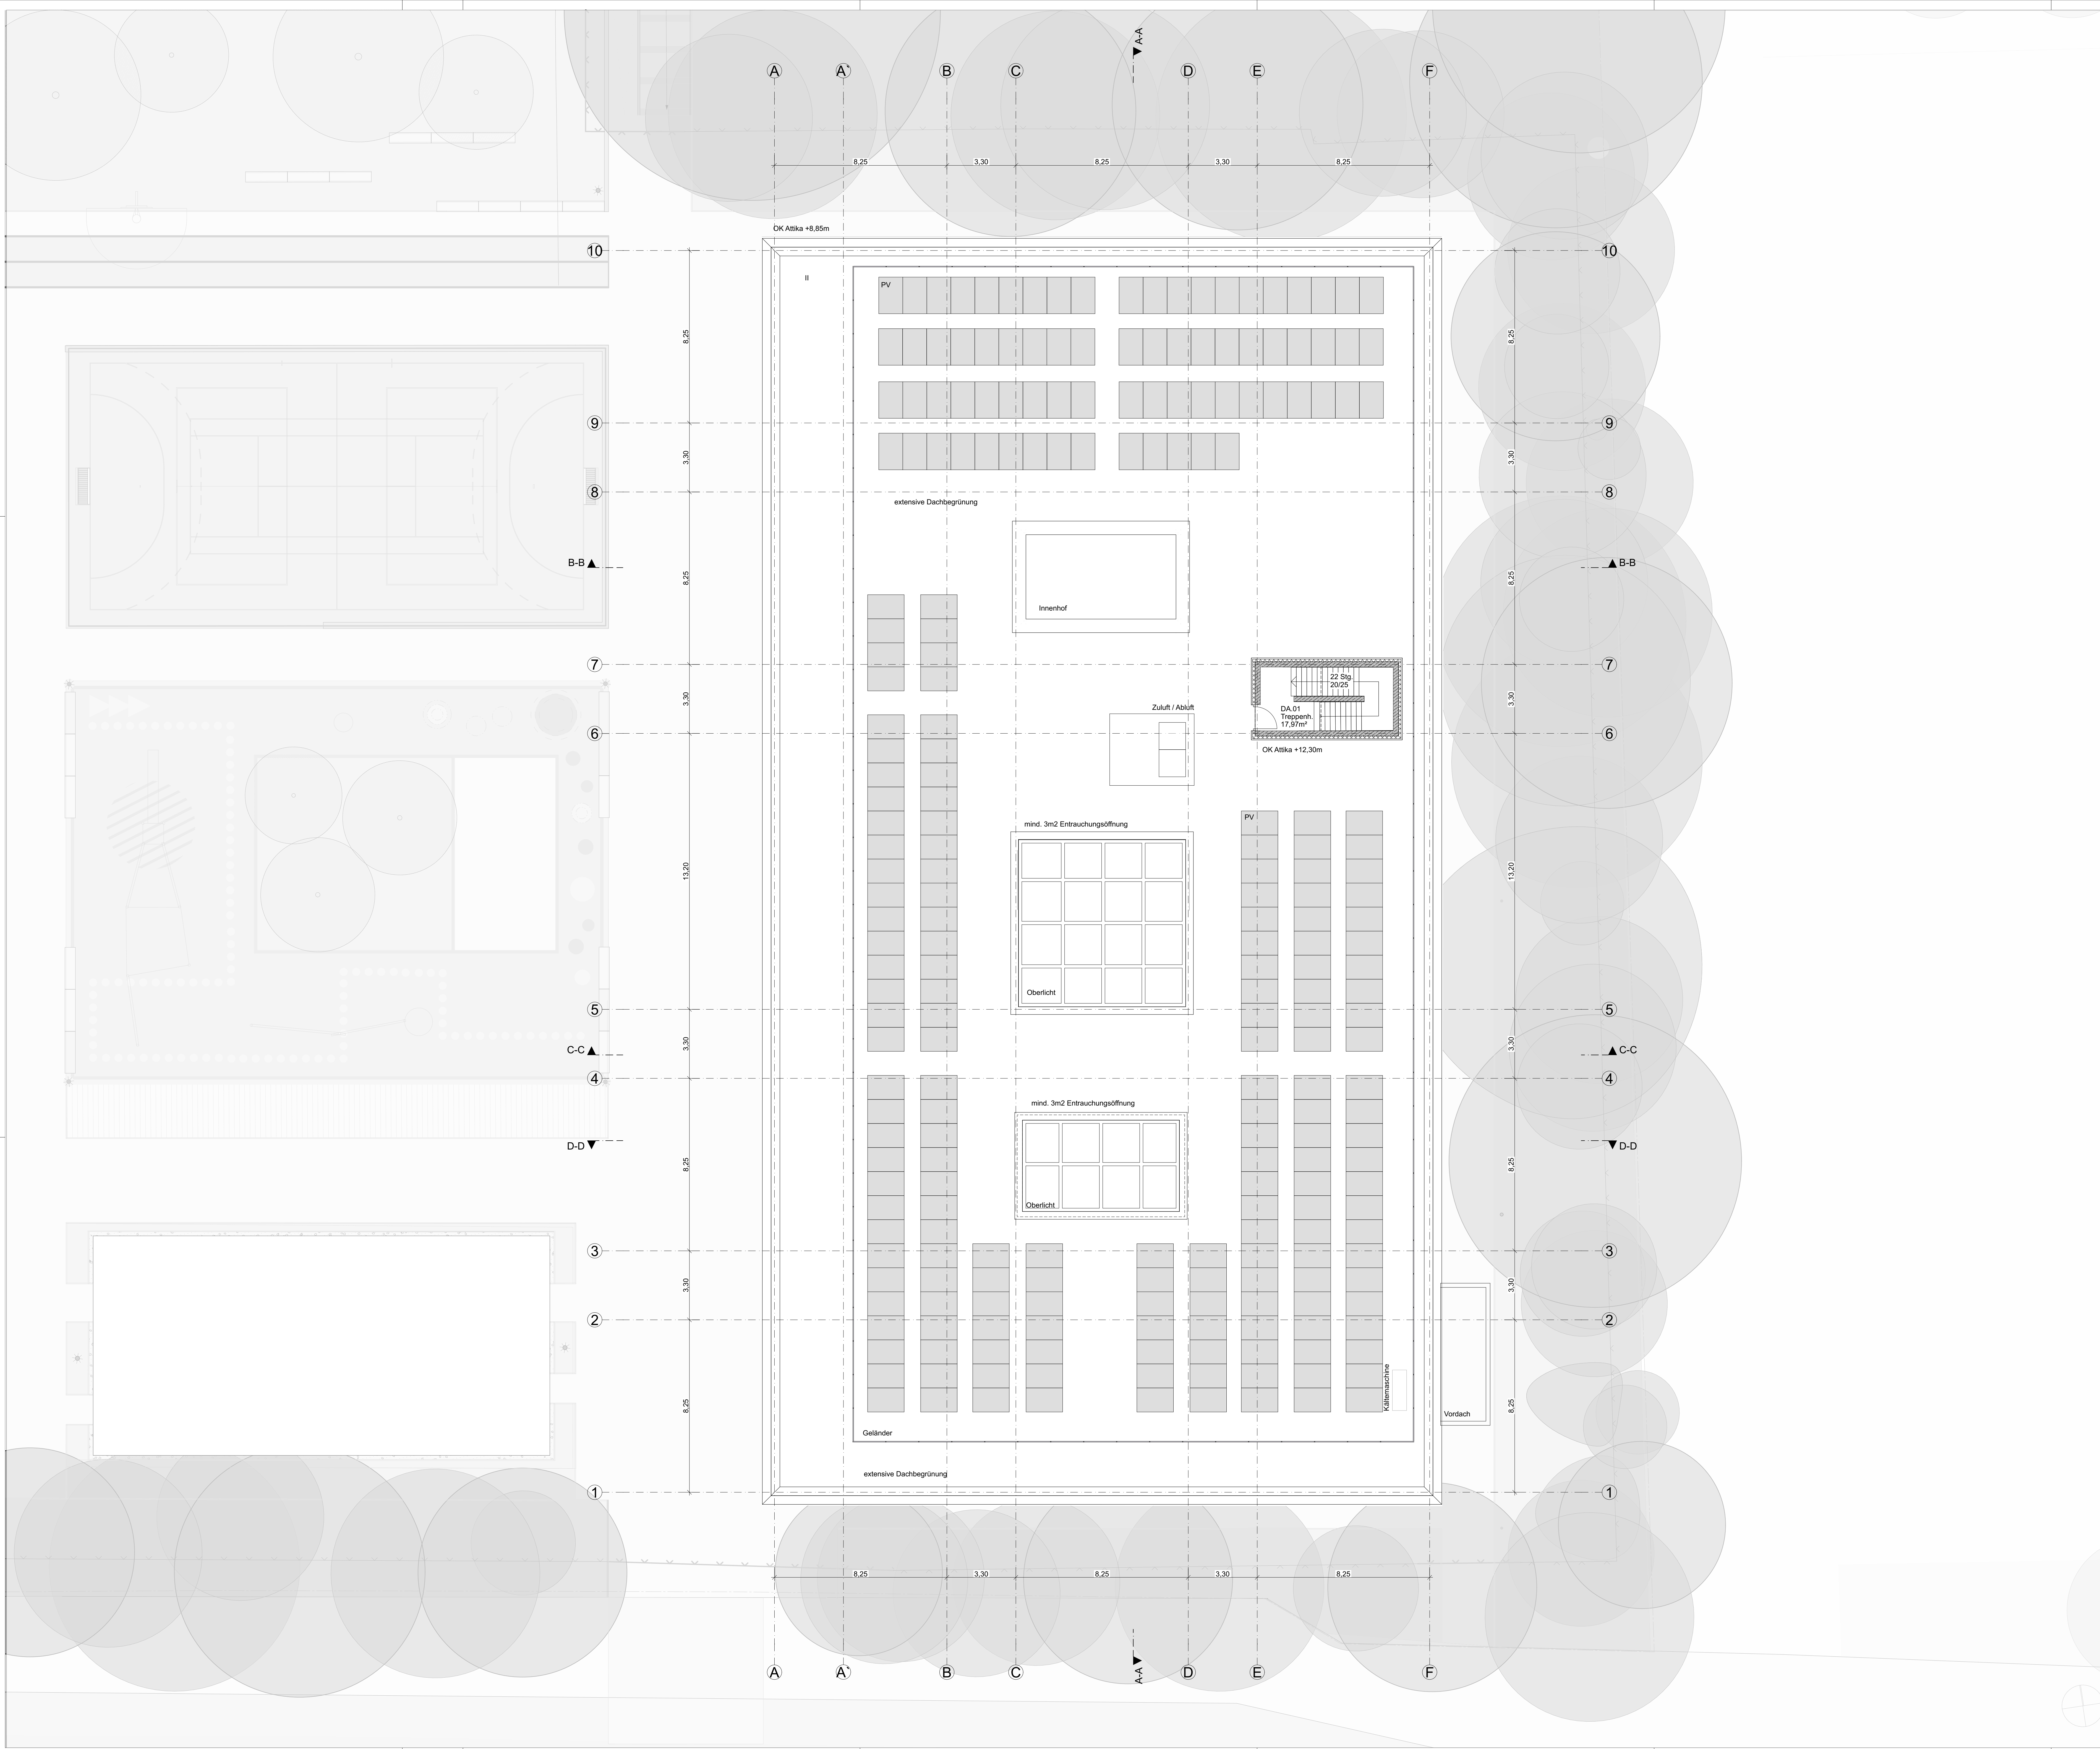 A-A
A
A*
B
C
D
E
F
8,25
3,30
8,25
3,30
8,25
OK Attika +8,85m
10
10
II
PV
8,25
8,25
9
9
3,30
3,30
8
8
extensive Dachbegrünung
B-B
B-B
8,25
8,25
Innenhof
7
7
22 Stg.
20/25
3,30
3,30
Zuluft / Abluft
DA.01
Treppenh.
17,97m²
6
6
OK Attika +12,30m
PV
mind. 3m2 Entrauchungsöffnung
13,20
13,20
Oberlicht
5
5
3,30
3,30
C-C
C-C
4
4
mind. 3m2 Entrauchungsöffnung
D-D
D-D
8,25
8,25
Oberlicht
3
3
3,30
3,30
2
2
Kältemaschine
8,25
8,25
Vordach
Geländer
extensive Dachbegrünung
1
1
8,25
3,30
8,25
3,30
8,25
A
A*
B
C
A-A
D
E
F